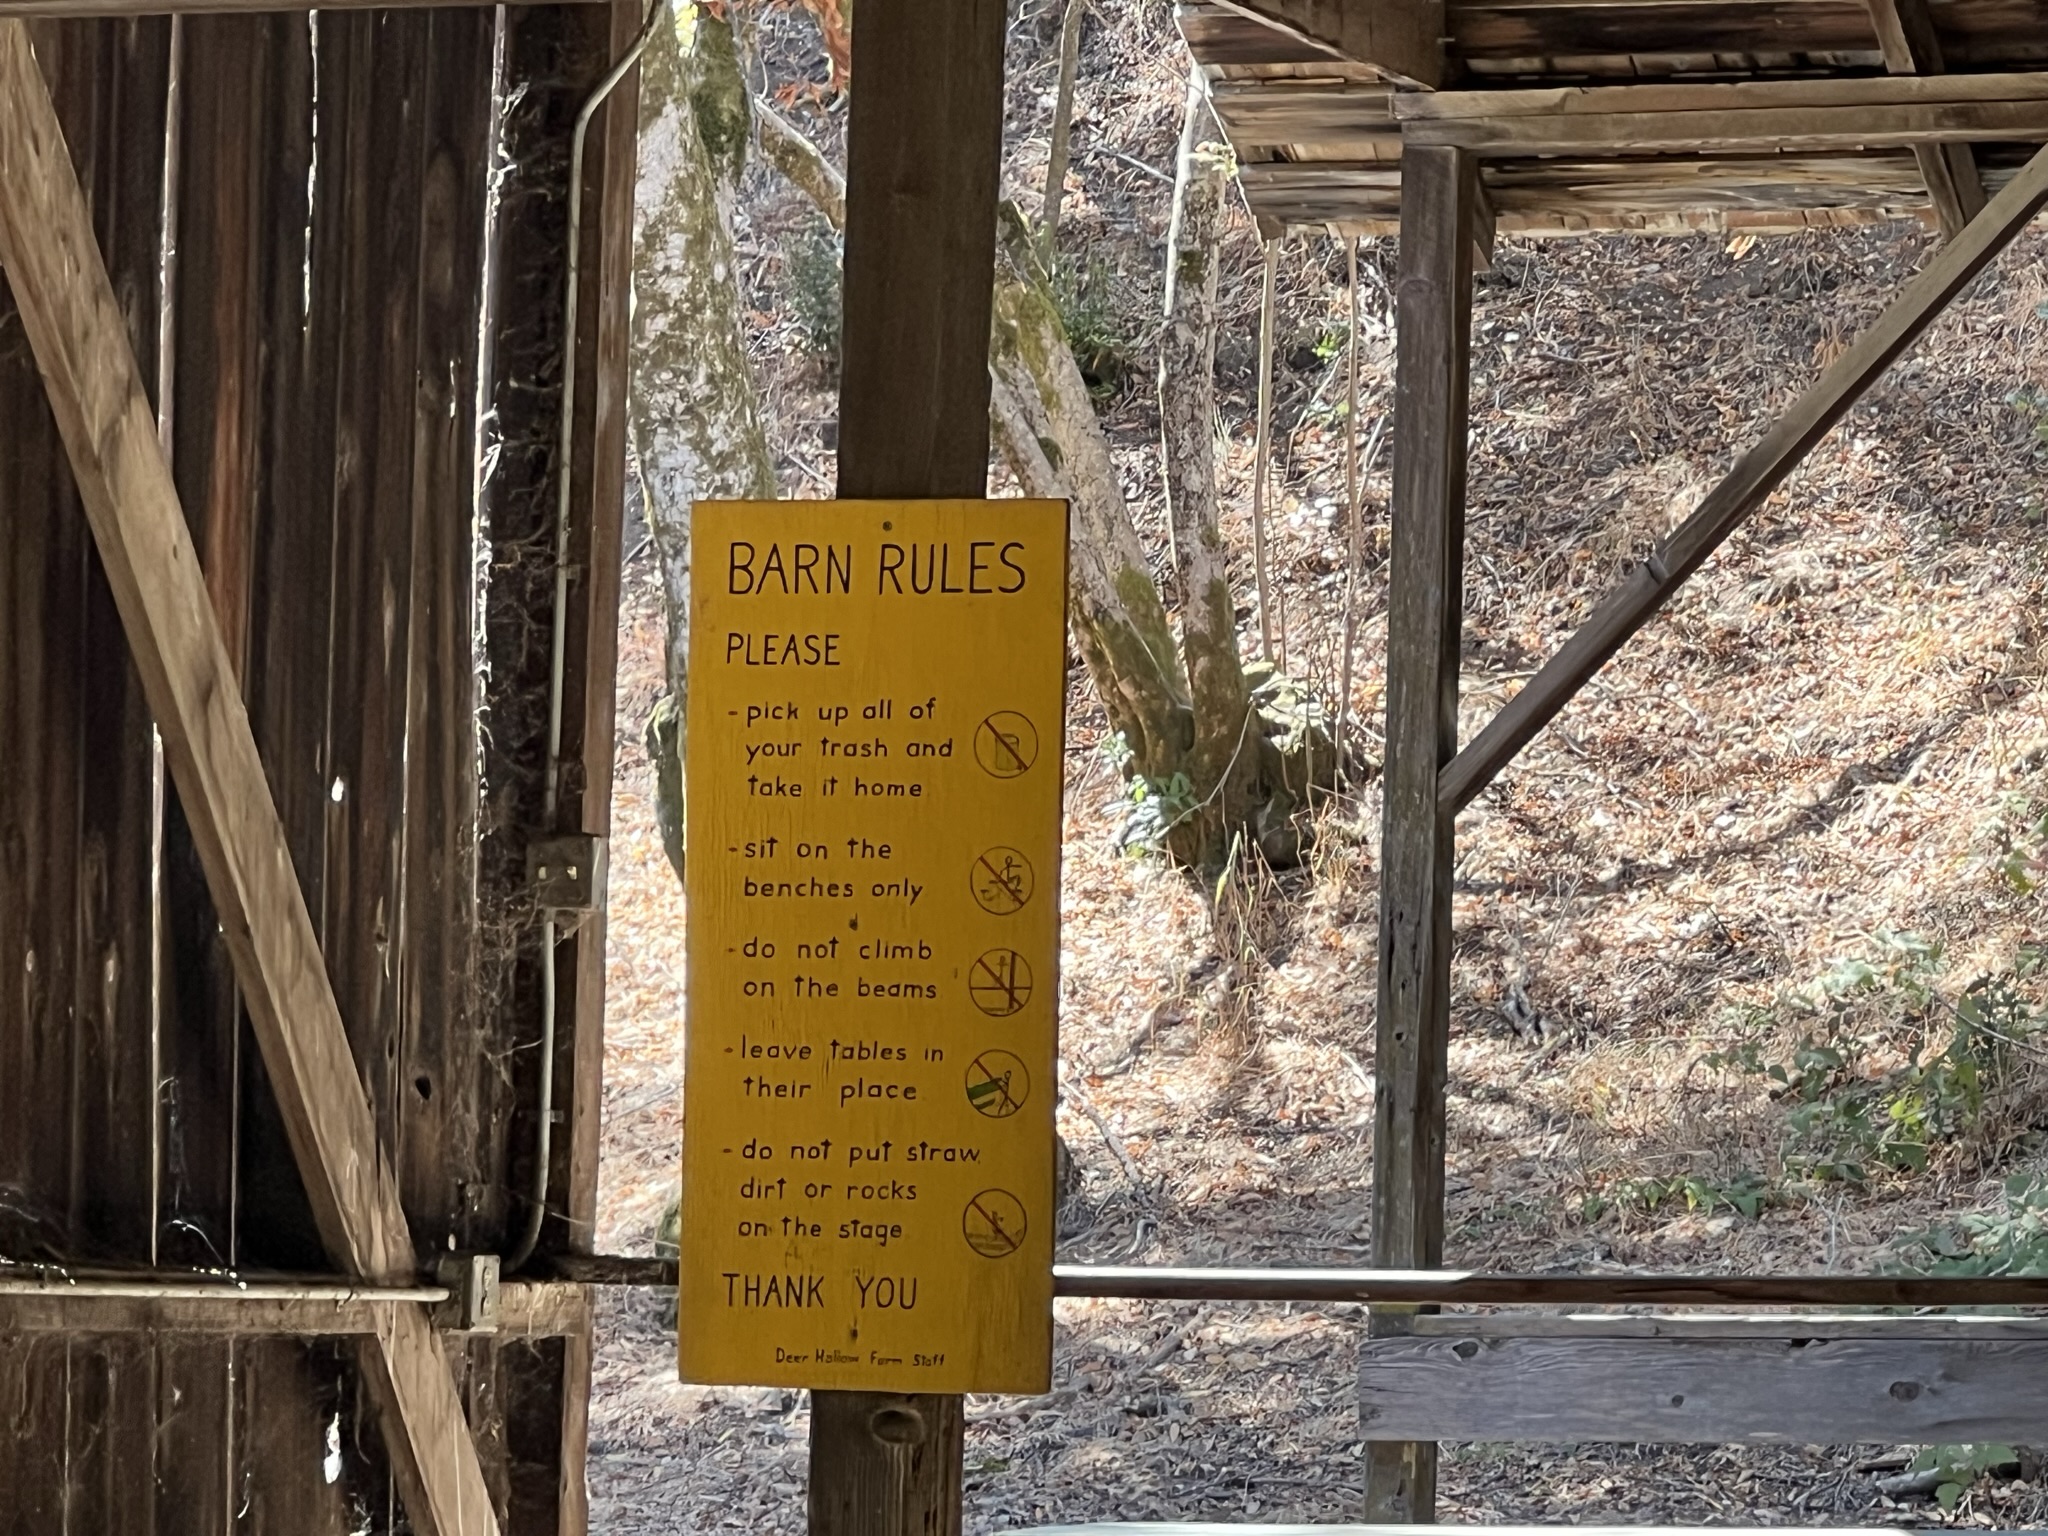 BARN RULES
PLEASE
- pick up all of
your trash and
take it home
- sit on the
benches only
- do not climb
on the beams
- leave tables in
their place
- do not put straw,
dirt or rocks
on the stage
THANK YOU
Deer Hollow Farm Staff